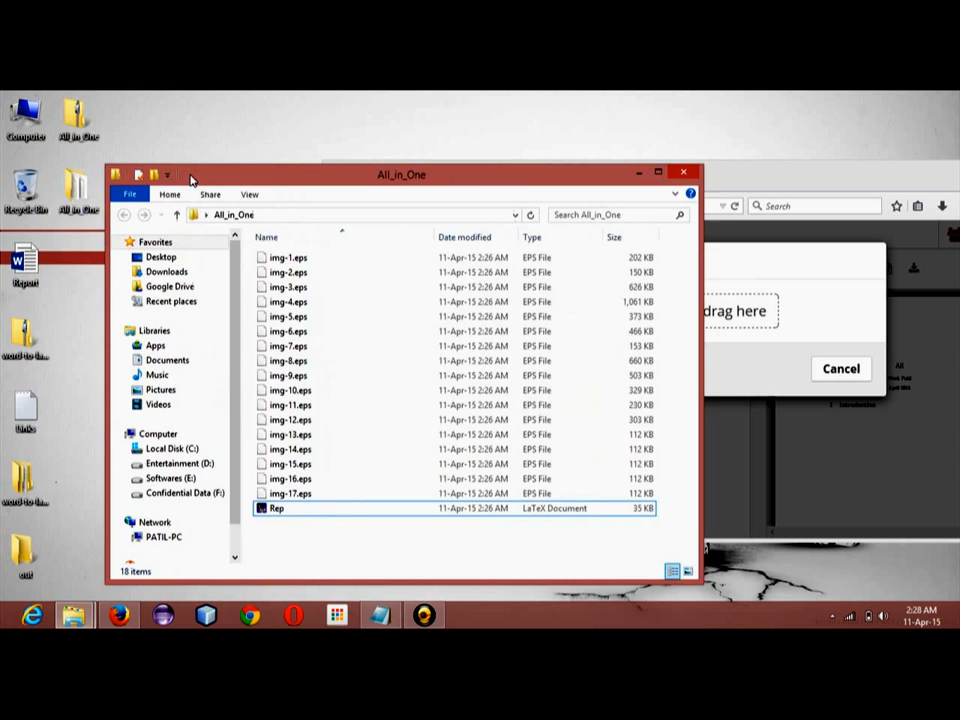 Computer
All_in_One
Recycle Bin
All_in_One
Report
word-to-la...
Links
word-to-la...
out
All_in_One
File
Home
Share
View
All_in_One
Search All_in_One
Name
Date modified
Type
Size
Favorites
Desktop
Downloads
Google Drive
Recent places
Libraries
Apps
Documents
Music
Pictures
Videos
Computer
Local Disk (C:)
Entertainment (D:)
Softwares (E:)
Confidential Data (F:)
Network
PATIL-PC
img-1.eps 11-Apr-15 2:26 AM EPS File 202 KB
img-2.eps 11-Apr-15 2:26 AM EPS File 150 KB
img-3.eps 11-Apr-15 2:26 AM EPS File 626 KB
img-4.eps 11-Apr-15 2:26 AM EPS File 1,061 KB
img-5.eps 11-Apr-15 2:26 AM EPS File 373 KB
img-6.eps 11-Apr-15 2:26 AM EPS File 466 KB
img-7.eps 11-Apr-15 2:26 AM EPS File 153 KB
img-8.eps 11-Apr-15 2:26 AM EPS File 660 KB
img-9.eps 11-Apr-15 2:26 AM EPS File 503 KB
img-10.eps 11-Apr-15 2:26 AM EPS File 329 KB
img-11.eps 11-Apr-15 2:26 AM EPS File 230 KB
img-12.eps 11-Apr-15 2:26 AM EPS File 303 KB
img-13.eps 11-Apr-15 2:26 AM EPS File 112 KB
img-14.eps 11-Apr-15 2:26 AM EPS File 112 KB
img-15.eps 11-Apr-15 2:26 AM EPS File 112 KB
img-16.eps 11-Apr-15 2:26 AM EPS File 112 KB
img-17.eps 11-Apr-15 2:26 AM EPS File 112 KB
Rep 11-Apr-15 2:26 AM LaTeX Document 35 KB
18 items
Search
drag here
Cancel
All
2:28 AM
11-Apr-15